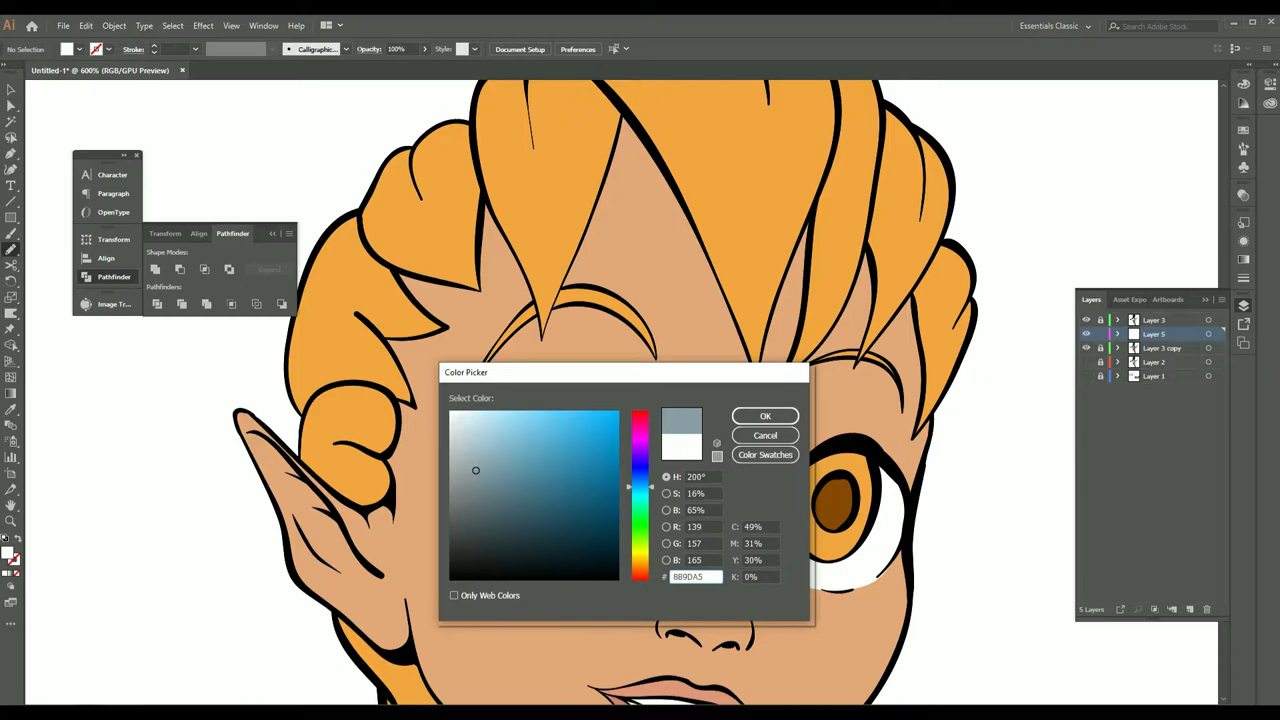 Ai File Edit Object Type Select Effect View Window Help Essentials Classic Search Adobe Stock
No Selection Stroke: Calligraphic... Opacity: 100% Style: Document Setup Preferences
Untitled-1* @ 600% (RGB/GPU Preview)
Character
Paragraph
OpenType
Transform
Align
Pathfinder
Image Tr...
Transform Align Pathfinder
Shape Modes:
Expand
Pathfinders:
Layers Asset Expo Artboards
Layer 3
Layer 5
Layer 3 copy
Layer 2
Layer 1
5 Layers
Color Picker
Select Color:
OK
Cancel
Color Swatches
H: 200°
S: 16%
B: 65%
R: 139 C: 49%
G: 157 M: 31%
B: 165 Y: 30%
# 8B9DA5 K: 0%
Only Web Colors